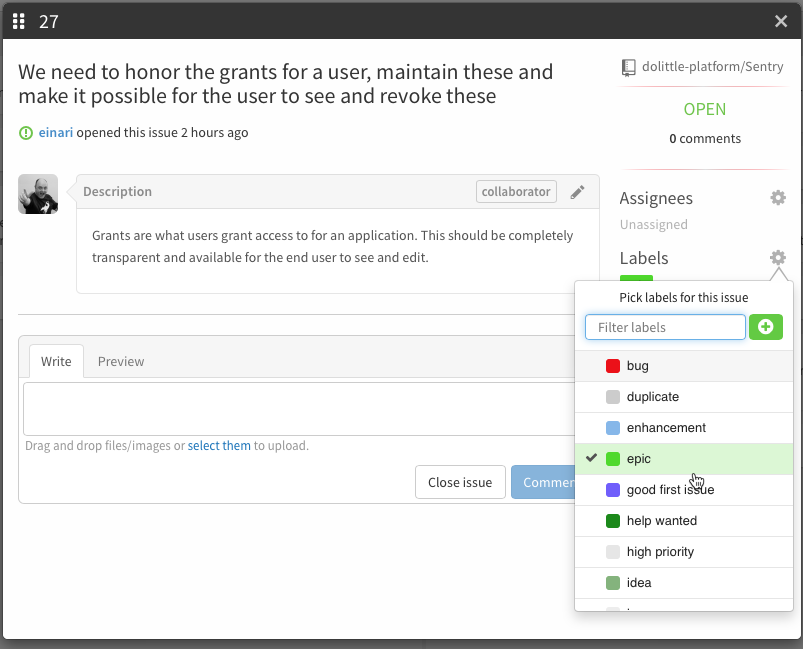 27
We need to honor the grants for a user, maintain these and
make it possible for the user to see and revoke these
einari opened this issue 2 hours ago
Description
collaborator
Grants are what users grant access to for an application. This should be completely
transparent and available for the end user to see and edit.
Write
Preview
Drag and drop files/images or select them to upload.
Close issue
Commen
dolittle-platform/Sentry
OPEN
0 comments
Assignees
Unassigned
Labels
Pick labels for this issue
Filter labels
bug
duplicate
enhancement
epic
good first issue
help wanted
high priority
idea